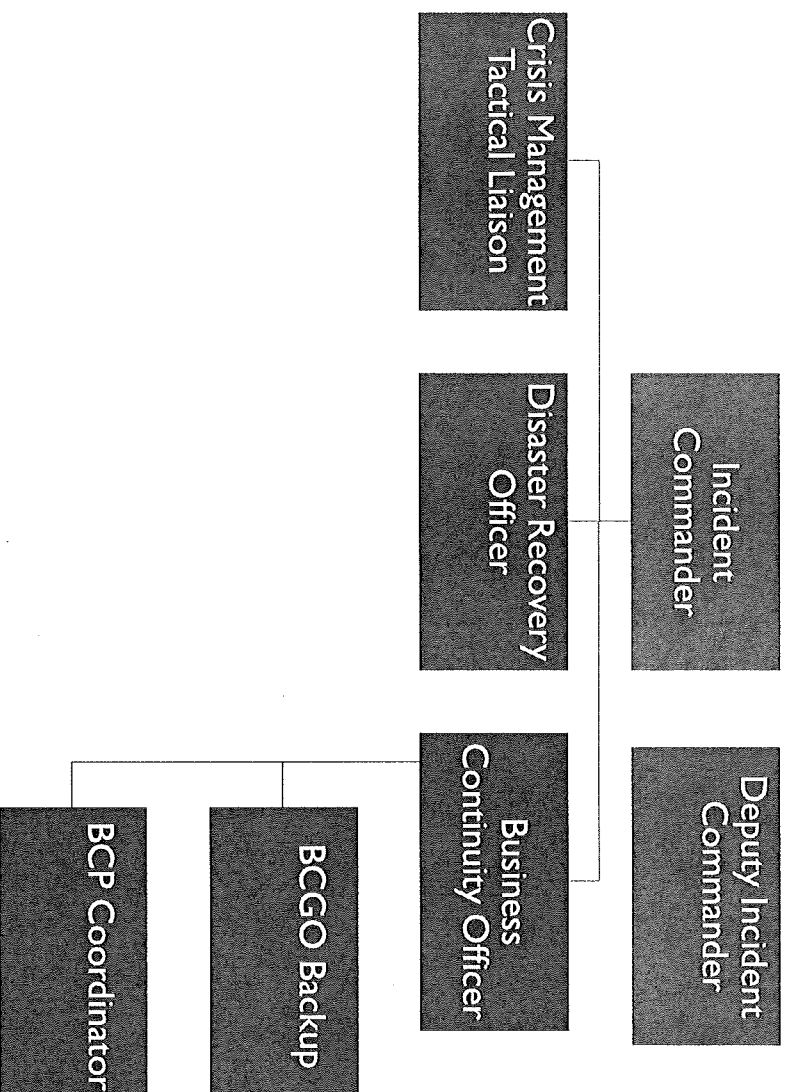 Incident
Commander
Deputy Incident
Commander
Crisis Management
Tactical Liaison
Disaster Recovery
Officer
Business
Continuity Officer
BCGO Backup
BCP Coordinator